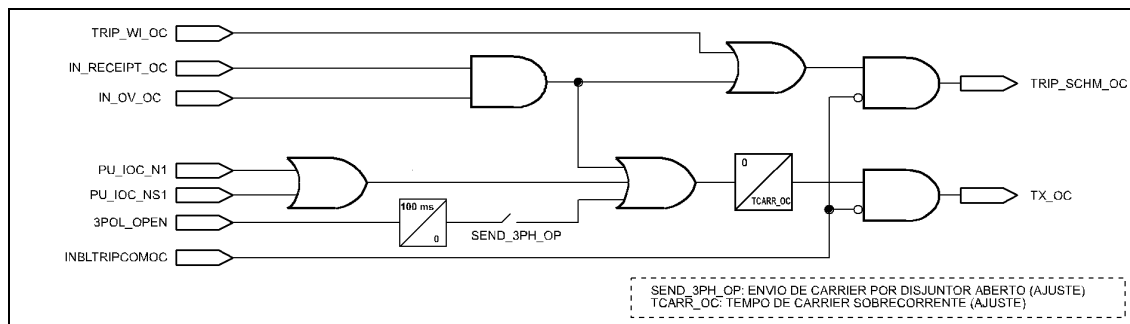 TRIP_WI_OC
IN_RECEIPT_OC
IN_OV_OC
TRIP_SCHM_OC
PU_IOC_N1
PU_IOC_NS1
3POL_OPEN
100 ms
0
SEND_3PH_OP
0
TCARR_OC
TX_OC
INBLTRIPCOMOC
SEND_3PH_OP: ENVIO DE CARRIER POR DISJUNTOR ABERTO (AJUSTE)
TCARR_OC: TEMPO DE CARRIER SOBRECORRENTE (AJUSTE)